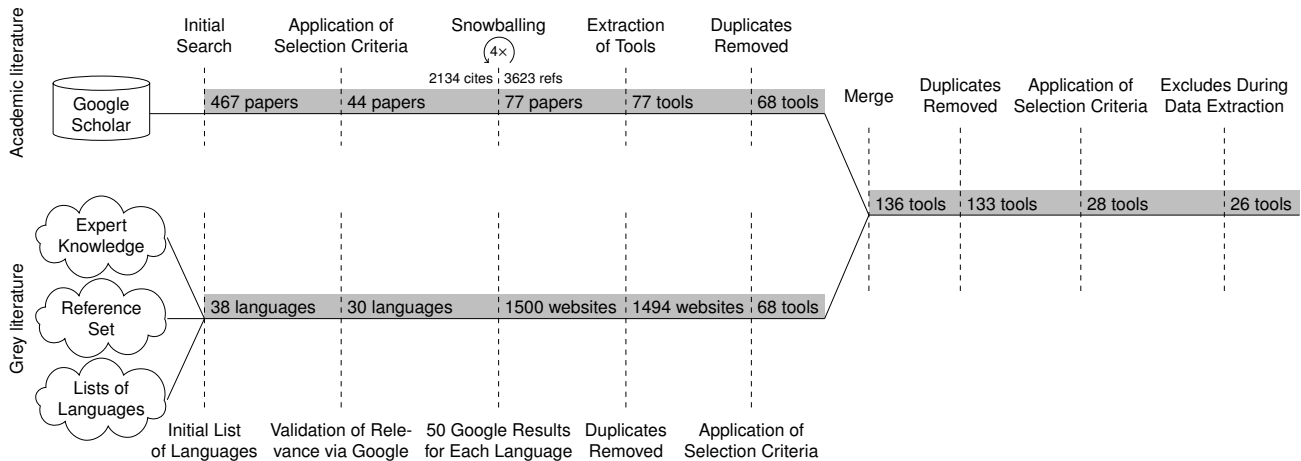 Academic literature
Initial
Search
Application of
Selection Criteria
Snowballing
4×
2134 cites
3623 refs
Extraction
of Tools
Duplicates
Removed
Google
Scholar
467 papers
44 papers
77 papers
77 tools
68 tools
Merge
Duplicates
Removed
Application of
Selection Criteria
Excludes During
Data Extraction
136 tools
133 tools
28 tools
26 tools
Grey literature
Expert
Knowledge
Reference
Set
Lists of
Languages
38 languages
30 languages
1500 websites
1494 websites
68 tools
Initial List
of Languages
Validation of Rele-
vance via Google
50 Google Results
for Each Language
Duplicates
Removed
Application of
Selection Criteria